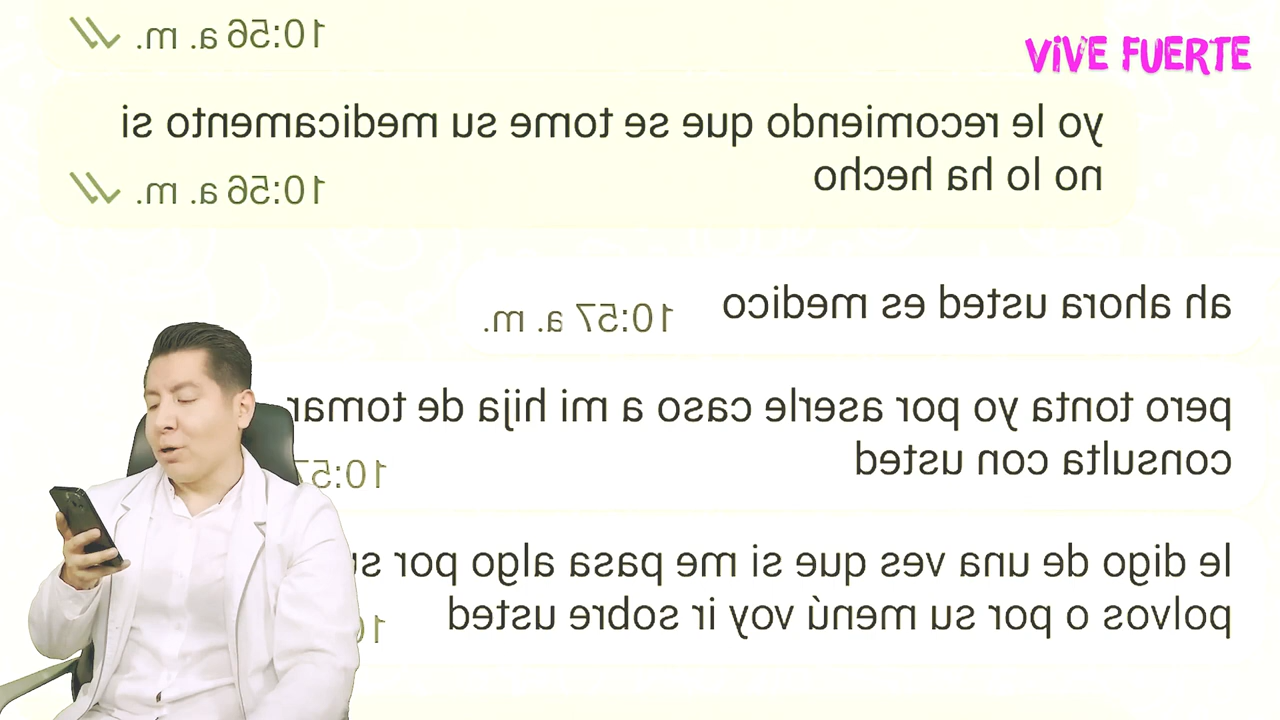 10:56 a. m.
VIVE FUERTE
yo le recomiendo que se tome su medicamento si
no lo ha hecho
10:56 a. m.
ah ahora usted es medico
10:57 a. m.
pero tonta yo por aserle caso a mi hija de tomar
consulta con usted
10:57
le digo de una ves que si me pasa algo por
polvos o por su menú voy ir sobre usted